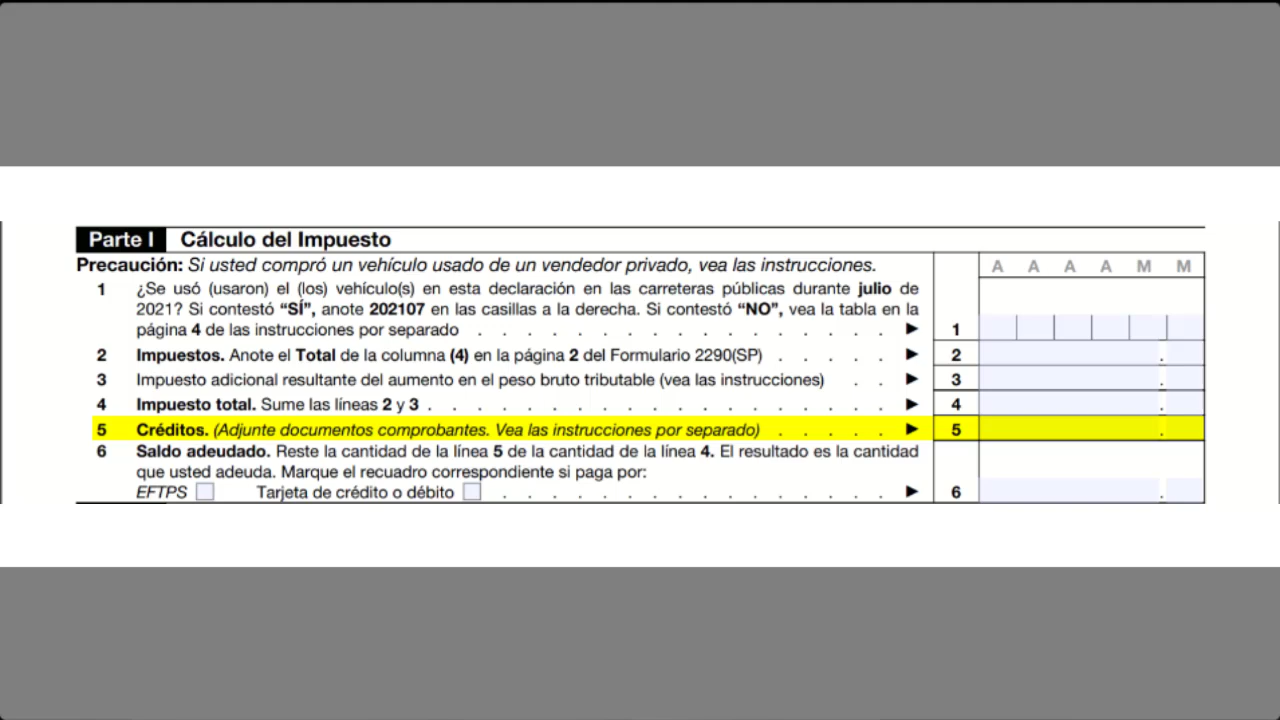 Parte I Cálculo del Impuesto
Precaución: Si usted compró un vehículo usado de un vendedor privado, vea las instrucciones. A A A A M M
1 ¿Se usó (usaron) el (los) vehículo(s) en esta declaración en las carreteras públicas durante julio de
2021? Si contestó “SÍ”, anote 202107 en las casillas a la derecha. Si contestó “NO”, vea la tabla en la
página 4 de las instrucciones por separado . . . . . . . . . . . . . . . . . ▶ 1
2 Impuestos. Anote el Total de la columna (4) en la página 2 del Formulario 2290(SP) . . . . . ▶ 2 .
3 Impuesto adicional resultante del aumento en el peso bruto tributable (vea las instrucciones) . . ▶ 3 .
4 Impuesto total. Sume las líneas 2 y 3 . . . . . . . . . . . . . . . . . . . ▶ 4 .
5 Créditos. (Adjunte documentos comprobantes. Vea las instrucciones por separado) . . . . . ▶ 5 .
6 Saldo adeudado. Reste la cantidad de la línea 5 de la cantidad de la línea 4. El resultado es la cantidad
que usted adeuda. Marque el recuadro correspondiente si paga por:
EFTPS Tarjeta de crédito o débito . . . . . . . . . . . . . . . . ▶ 6 .